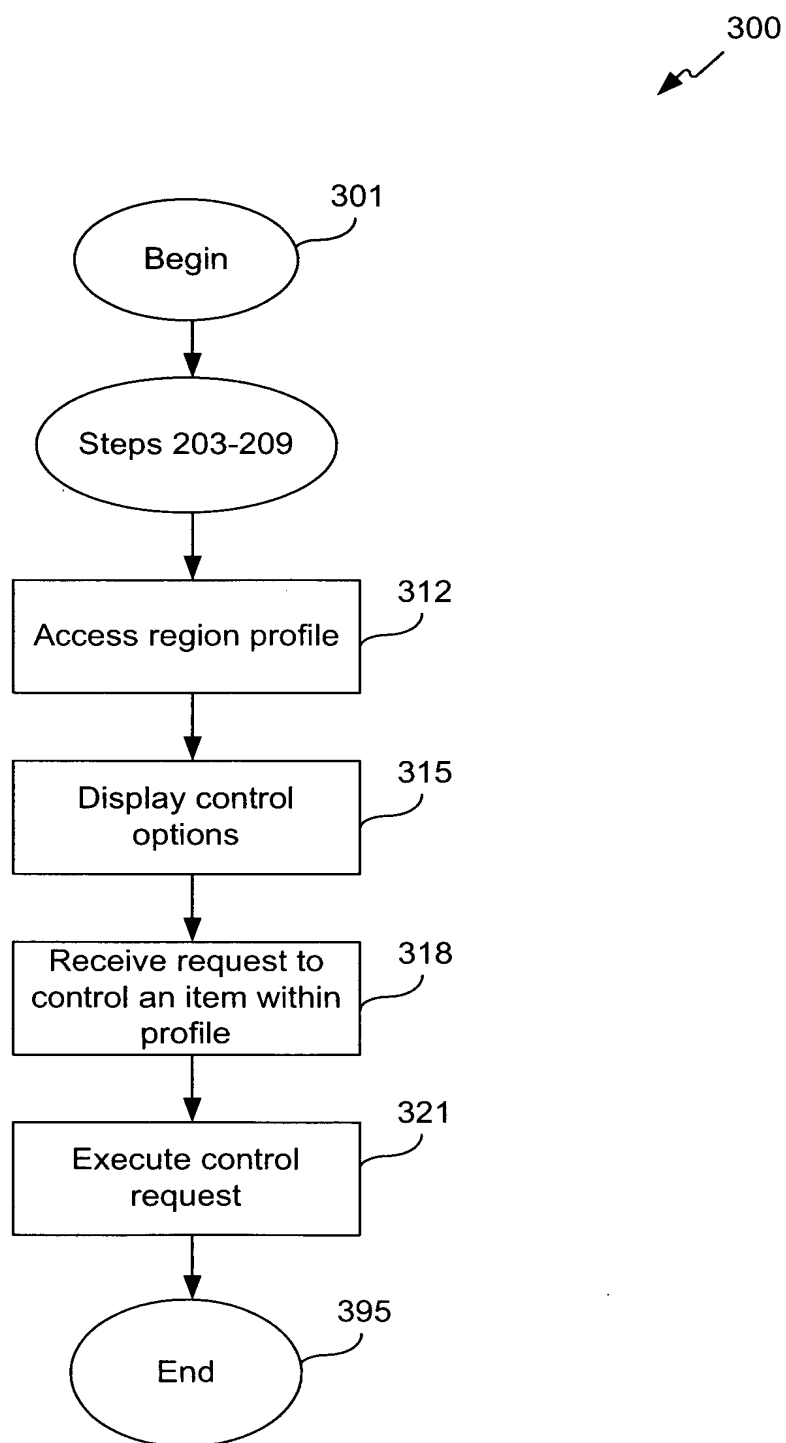 300
301
Begin
Steps 203-209
312
Access region profile
315
Display control
options
318
Receive request to
control an item within
profile
321
Execute control
request
395
End